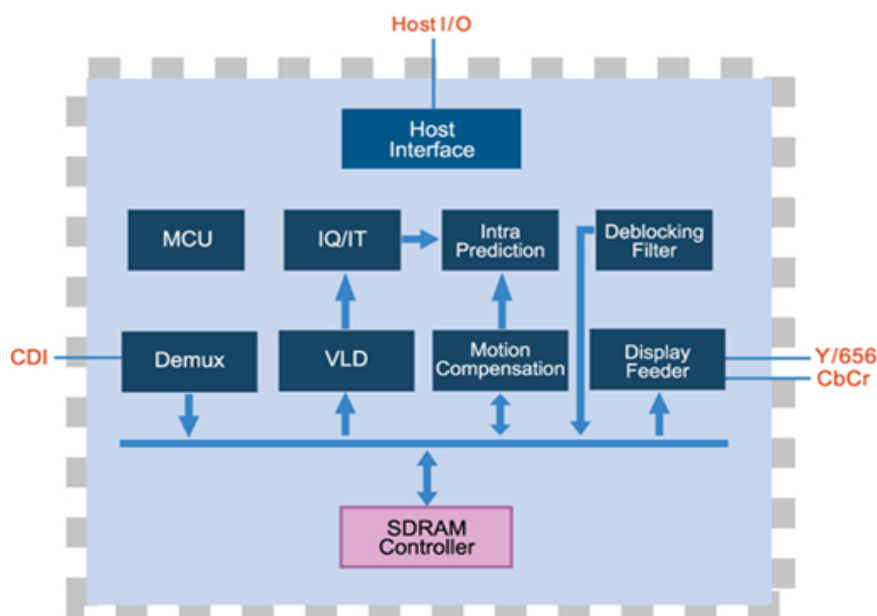 Host I/O
Host
Interface
MCU
IQ/IT
Intra
Prediction
Deblocking
Filter
CDI
Demux
VLD
Motion
Compensation
Display
Feeder
Y/656
CbCr
SDRAM
Controller